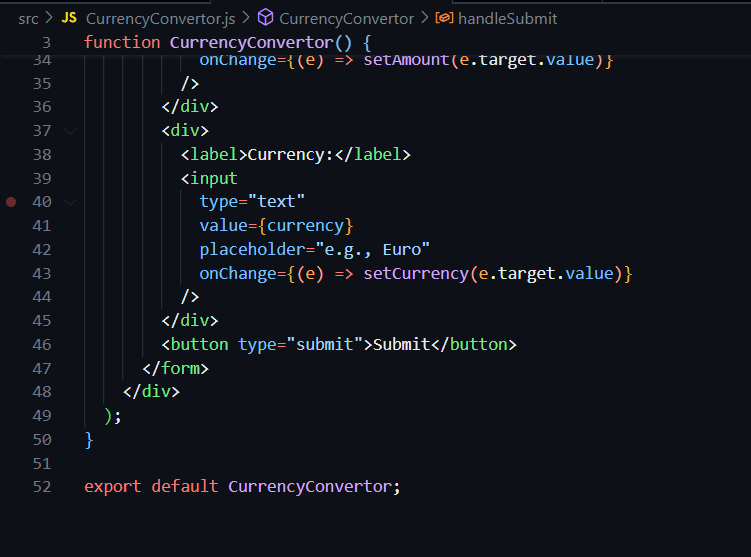 src > JS CurrencyConvertor.js > CurrencyConvertor > handleSubmit
3 function CurrencyConvertor() {
34 onChange={(e) => setAmount(e.target.value)}
35 />
36 </div>
37 <div>
38 <label>Currency:</label>
39 <input
40 type="text"
41 value={currency}
42 placeholder="e.g., Euro"
43 onChange={(e) => setCurrency(e.target.value)}
44 />
45 </div>
46 <button type="submit">Submit</button>
47 </form>
48 </div>
49 );
50 }
51
52 export default CurrencyConvertor;